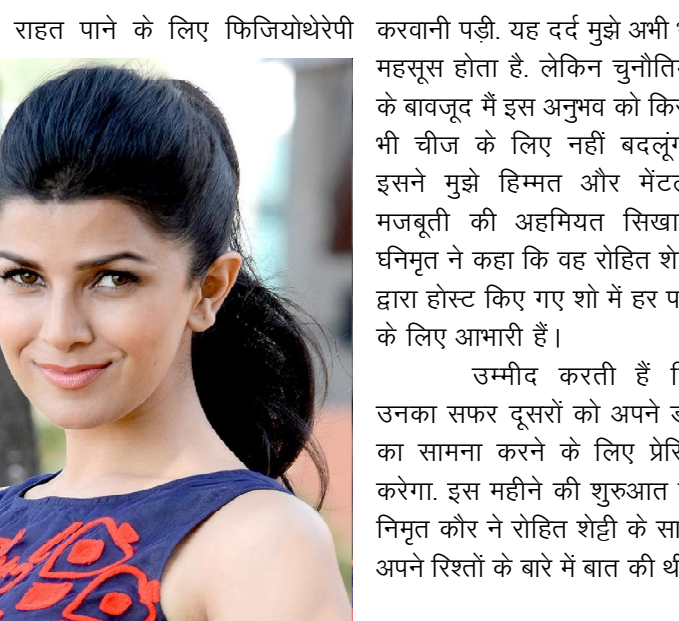 राहत पाने के लिए फिजियोथेरेपी
करवानी पड़ी. यह दर्द मुझे अभी
महसूस होता है. लेकिन
के बावजूद मैं इस अनुभव को
भी चीज के लिए नहीं
इसने मुझे हिम्मत और
मजबूती की अहमियत
घनिमृत ने कहा कि वह रोहित
द्वारा होस्ट किए गए शो में हर
के लिए आभारी हैं।
उम्मीद करती हैं
उनका सफर दूसरों को अपने
का सामना करने के लिए
करेगा. इस महीने की शुरुआत
निमृत कौर ने रोहित शेट्टी के
अपने रिश्तों के बारे में बात की